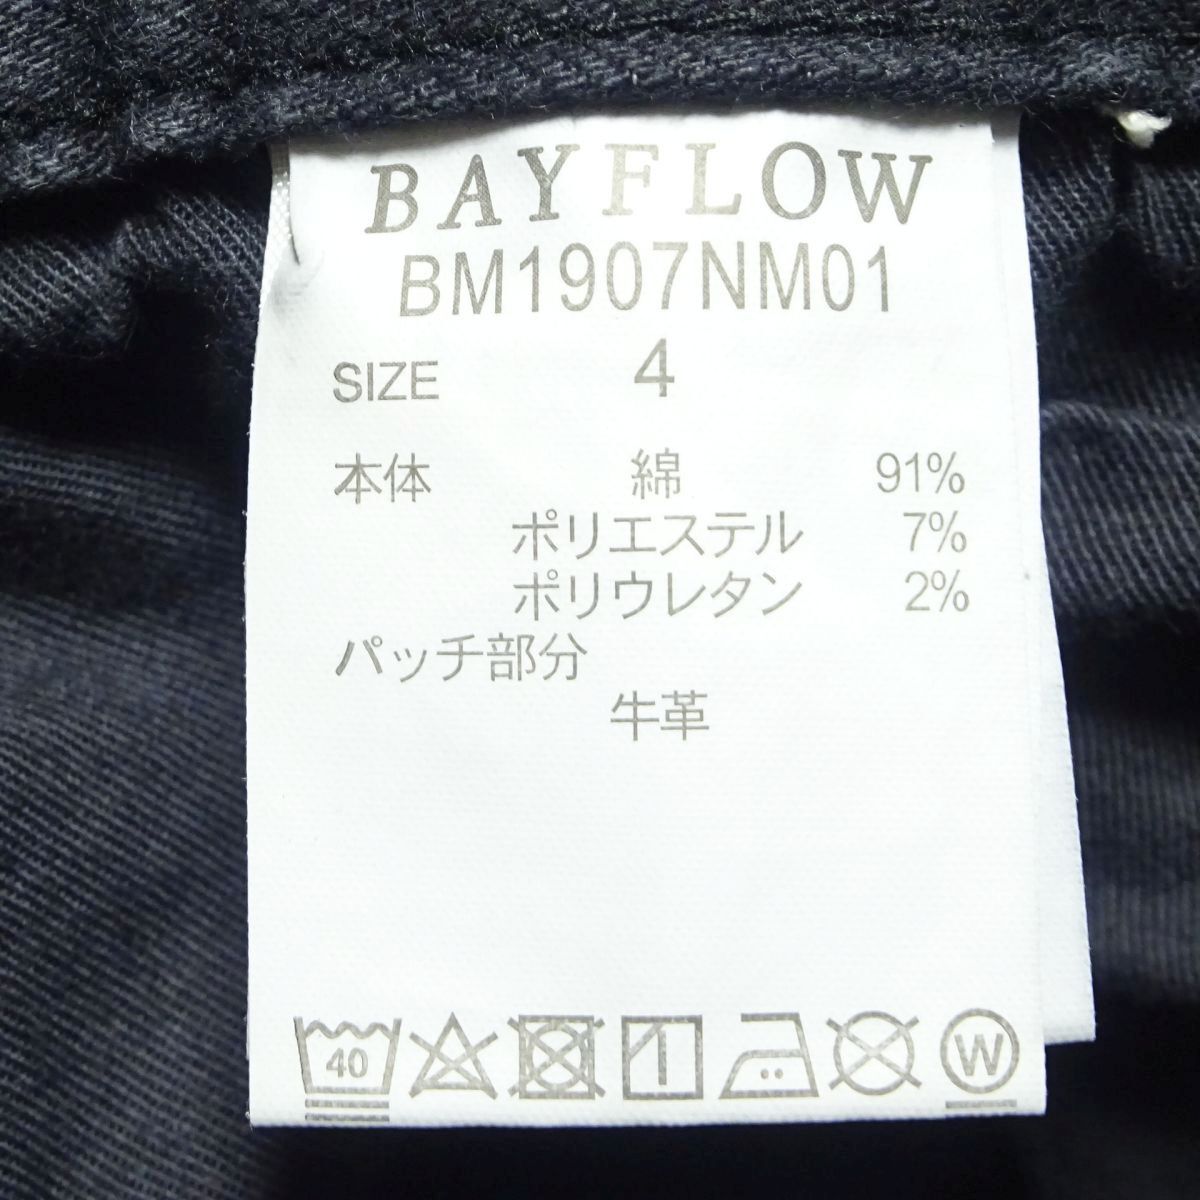 BAYFLOW
BM1907NM01
SIZE 4
本体 綿 91%
ポリエステル 7%
ポリウレタン 2%
パッチ部分
牛革
40 W